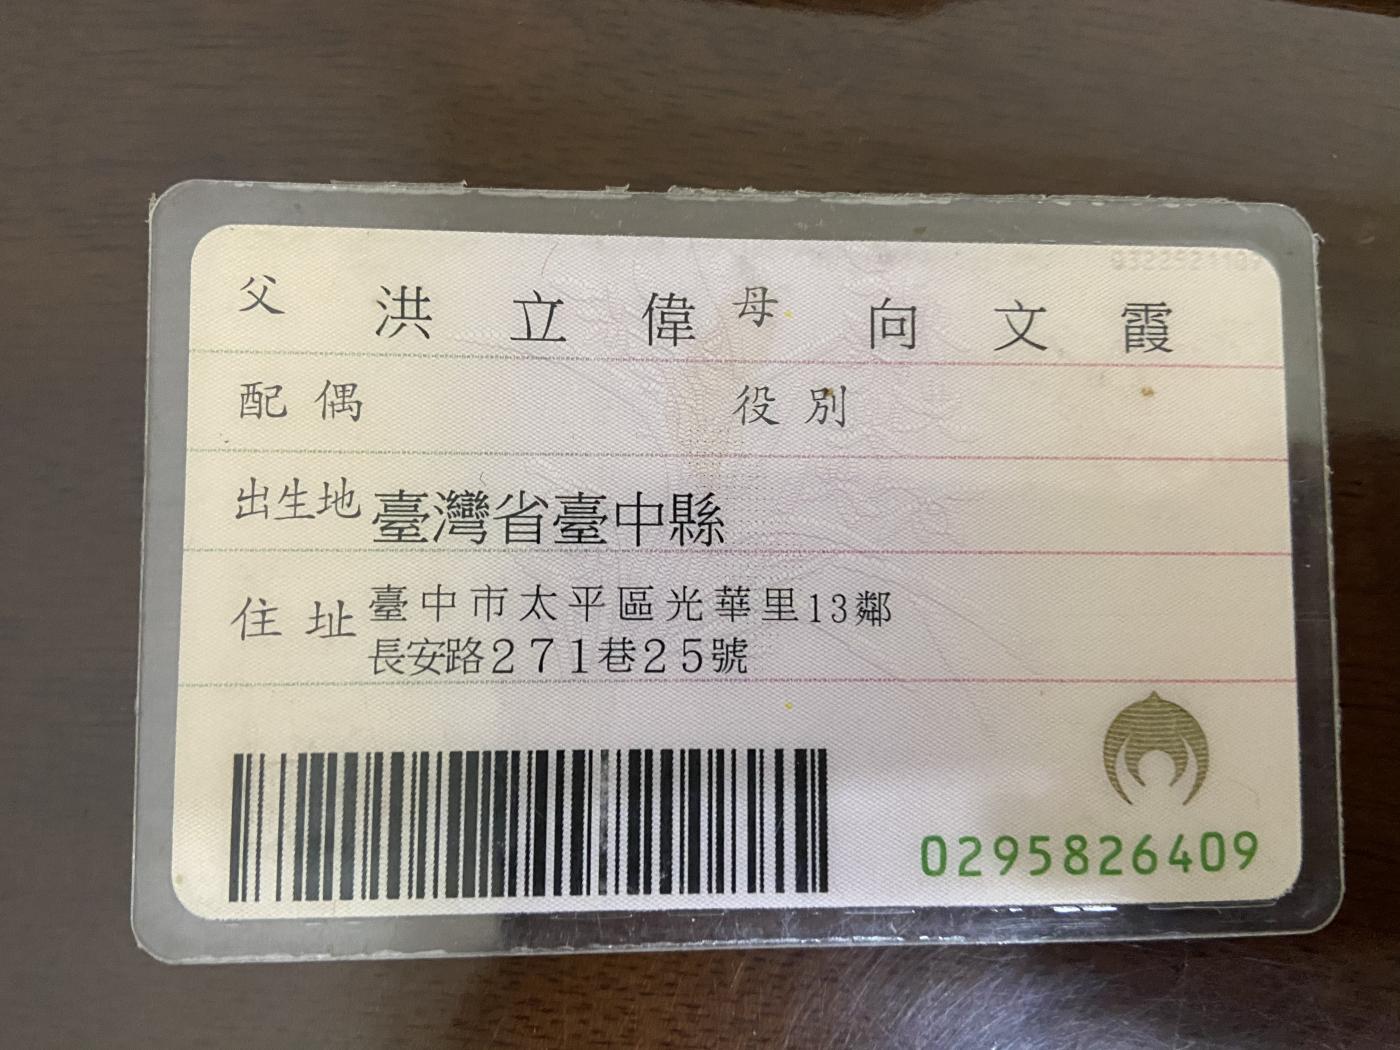 父 洪立偉 母 向文霞
配偶 役別
出生地 臺灣省臺中縣
住址 臺中市太平區光華里13鄰
長安路271巷25號
0295826409